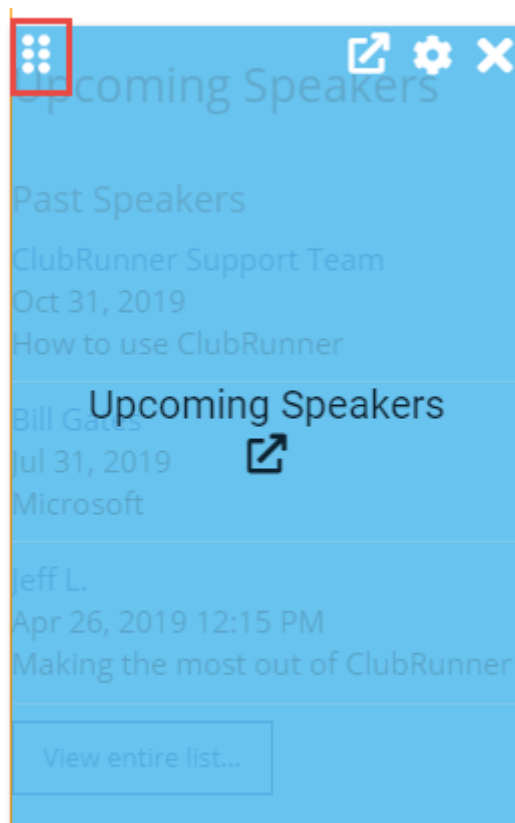 Upcoming Speakers
Past Speakers
ClubRunner Support Team
Oct 31, 2019
How to use ClubRunner
Upcoming Speakers
Bill Gates
Jul 31, 2019
Microsoft
Jeff L.
Apr 26, 2019 12:15 PM
Making the most out of ClubRunner
View entire list...